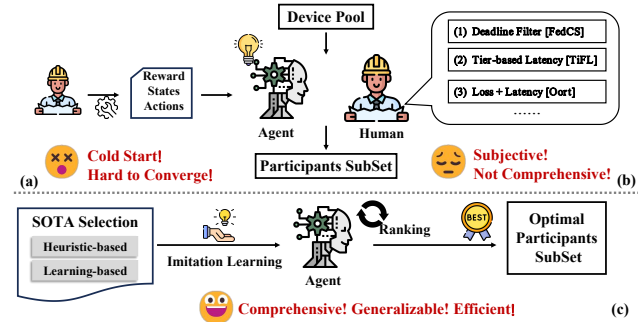 Device Pool
Reward
States
Actions
Agent
Human
Participants SubSet
Cold Start!
Hard to Converge!
(a)
(1) Deadline Filter [FedCS]
(2) Tier-based Latency [TiFL]
(3) Loss + Latency [Oort]
......
Subjective!
Not Comprehensive!
(b)
SOTA Selection
Heuristic-based
Learning-based
Imitation Learning
Agent
Ranking
BEST
Optimal
Participants
SubSet
Comprehensive! Generalizable! Efficient!
(c)